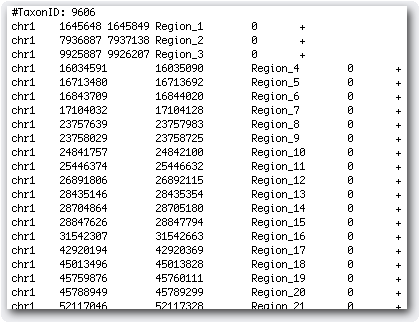 #TaxonID: 9606
chr1 1645648 1645849 Region_1 0 +
chr1 7936887 7937138 Region_2 0 +
chr1 9925887 9926207 Region_3 0 +
chr1 16034591 16035090 Region_4 0 +
chr1 16713480 16713692 Region_5 0 +
chr1 16843709 16844020 Region_6 0 +
chr1 17104032 17104128 Region_7 0 +
chr1 23757639 23757983 Region_8 0 +
chr1 23758029 23758725 Region_9 0 +
chr1 24841757 24842100 Region_10 0 +
chr1 25446374 25446632 Region_11 0 +
chr1 26891806 26892115 Region_12 0 +
chr1 28435146 28435354 Region_13 0 +
chr1 28704864 28705180 Region_14 0 +
chr1 28847626 28847794 Region_15 0 +
chr1 31542307 31542663 Region_16 0 +
chr1 42920194 42920369 Region_17 0 +
chr1 45013496 45013828 Region_18 0 +
chr1 45759876 45760111 Region_19 0 +
chr1 45788949 45789299 Region_20 0 +
chr1 52117046 52117328 Region_21 0 +